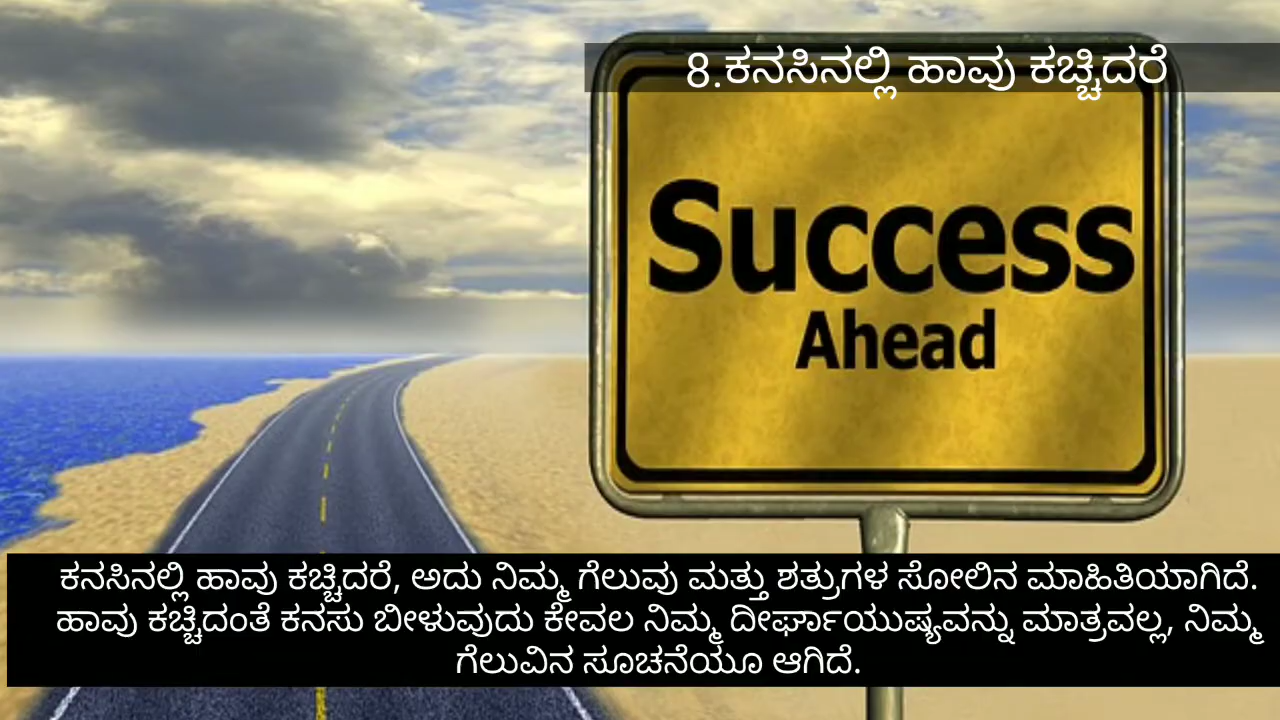 8.ಕನಸಿನಲ್ಲಿ ಹಾವು ಕಚ್ಚಿದರೆ
Success
Ahead
ಕನಸಿನಲ್ಲಿ ಹಾವು ಕಚ್ಚಿದರೆ, ಅದು ನಿಮ್ಮ ಗೆಲುವು ಮತ್ತು ಶತ್ರುಗಳ ಸೋಲಿನ ಮಾಹಿತಿಯಾಗಿದೆ.
ಹಾವು ಕಚ್ಚಿದಂತೆ ಕನಸು ಬೀಳುವುದು ಕೇವಲ ನಿಮ್ಮ ದೀರ್ಘಾಯುಷ್ಯವನ್ನು ಮಾತ್ರವಲ್ಲ, ನಿಮ್ಮ
ಗೆಲುವಿನ ಸೂಚನೆಯೂ ಆಗಿದೆ.